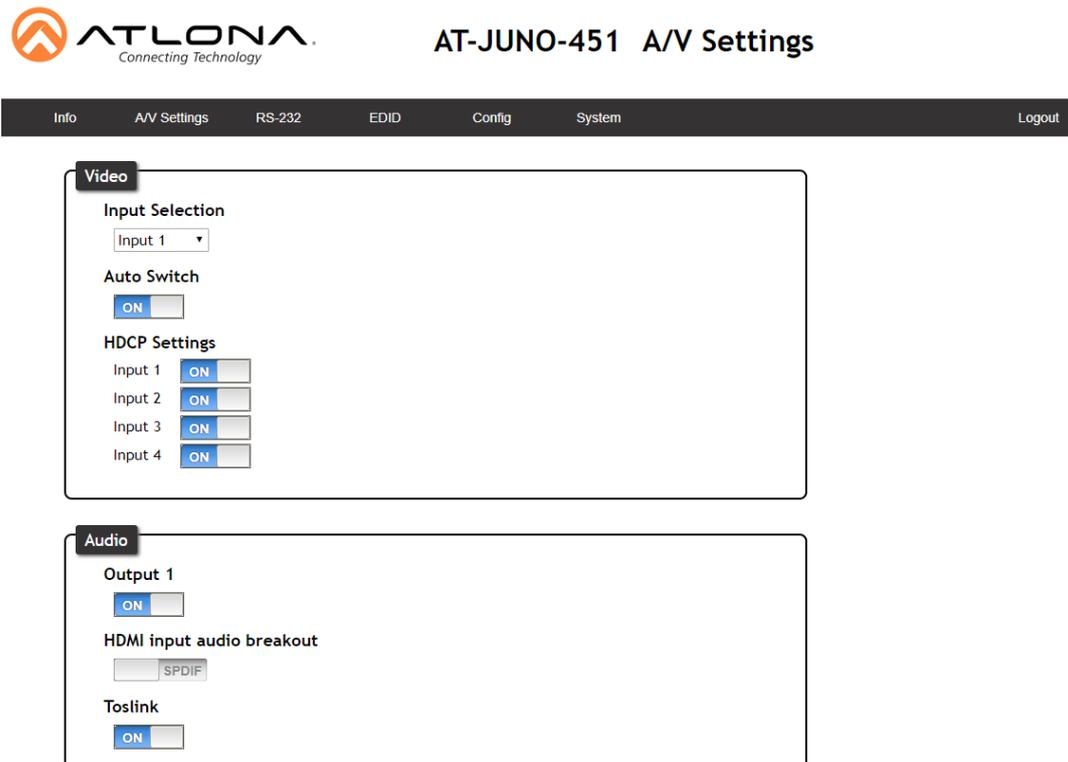 ATLONA.
Connecting Technology
AT-JUNO-451 A/V Settings
Info A/V Settings RS-232 EDID Config System Logout
Video
Input Selection
Input 1
Auto Switch
ON
HDCP Settings
Input 1 ON
Input 2 ON
Input 3 ON
Input 4 ON
Audio
Output 1
ON
HDMI input audio breakout
SPDIF
Toslink
ON